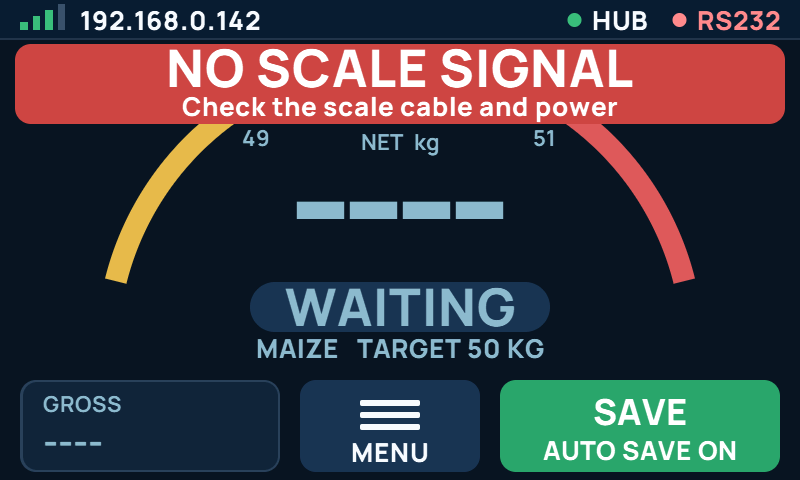 192.168.0.142 HUB RS232
NO SCALE SIGNAL
Check the scale cable and power
49 NET kg 51
----
WAITING
MAIZE TARGET 50 KG
GROSS
----
MENU
SAVE
AUTO SAVE ON